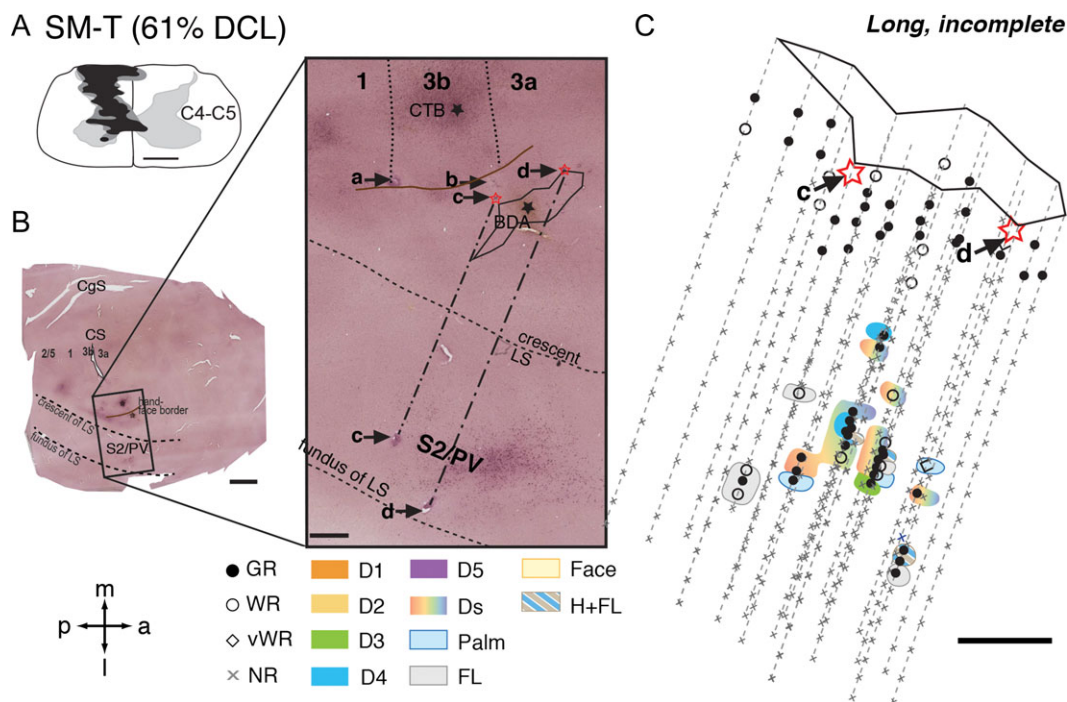 A SM-T (61% DCL)
C4-C5
B
CgS
CS
2/5 1 3b 3a
hand-
face border
crescent of LS
fundus of LS
S2/PV
1 3b 3a
CTB
a
b
c
d
BDA
crescent
LS
c
S2/PV
fundus of LS
d
C Long, incomplete
c
d
m
p a
l
GR
WR
vWR
NR
D1
D2
D3
D4
D5
Ds
Palm
FL
Face
H+FL